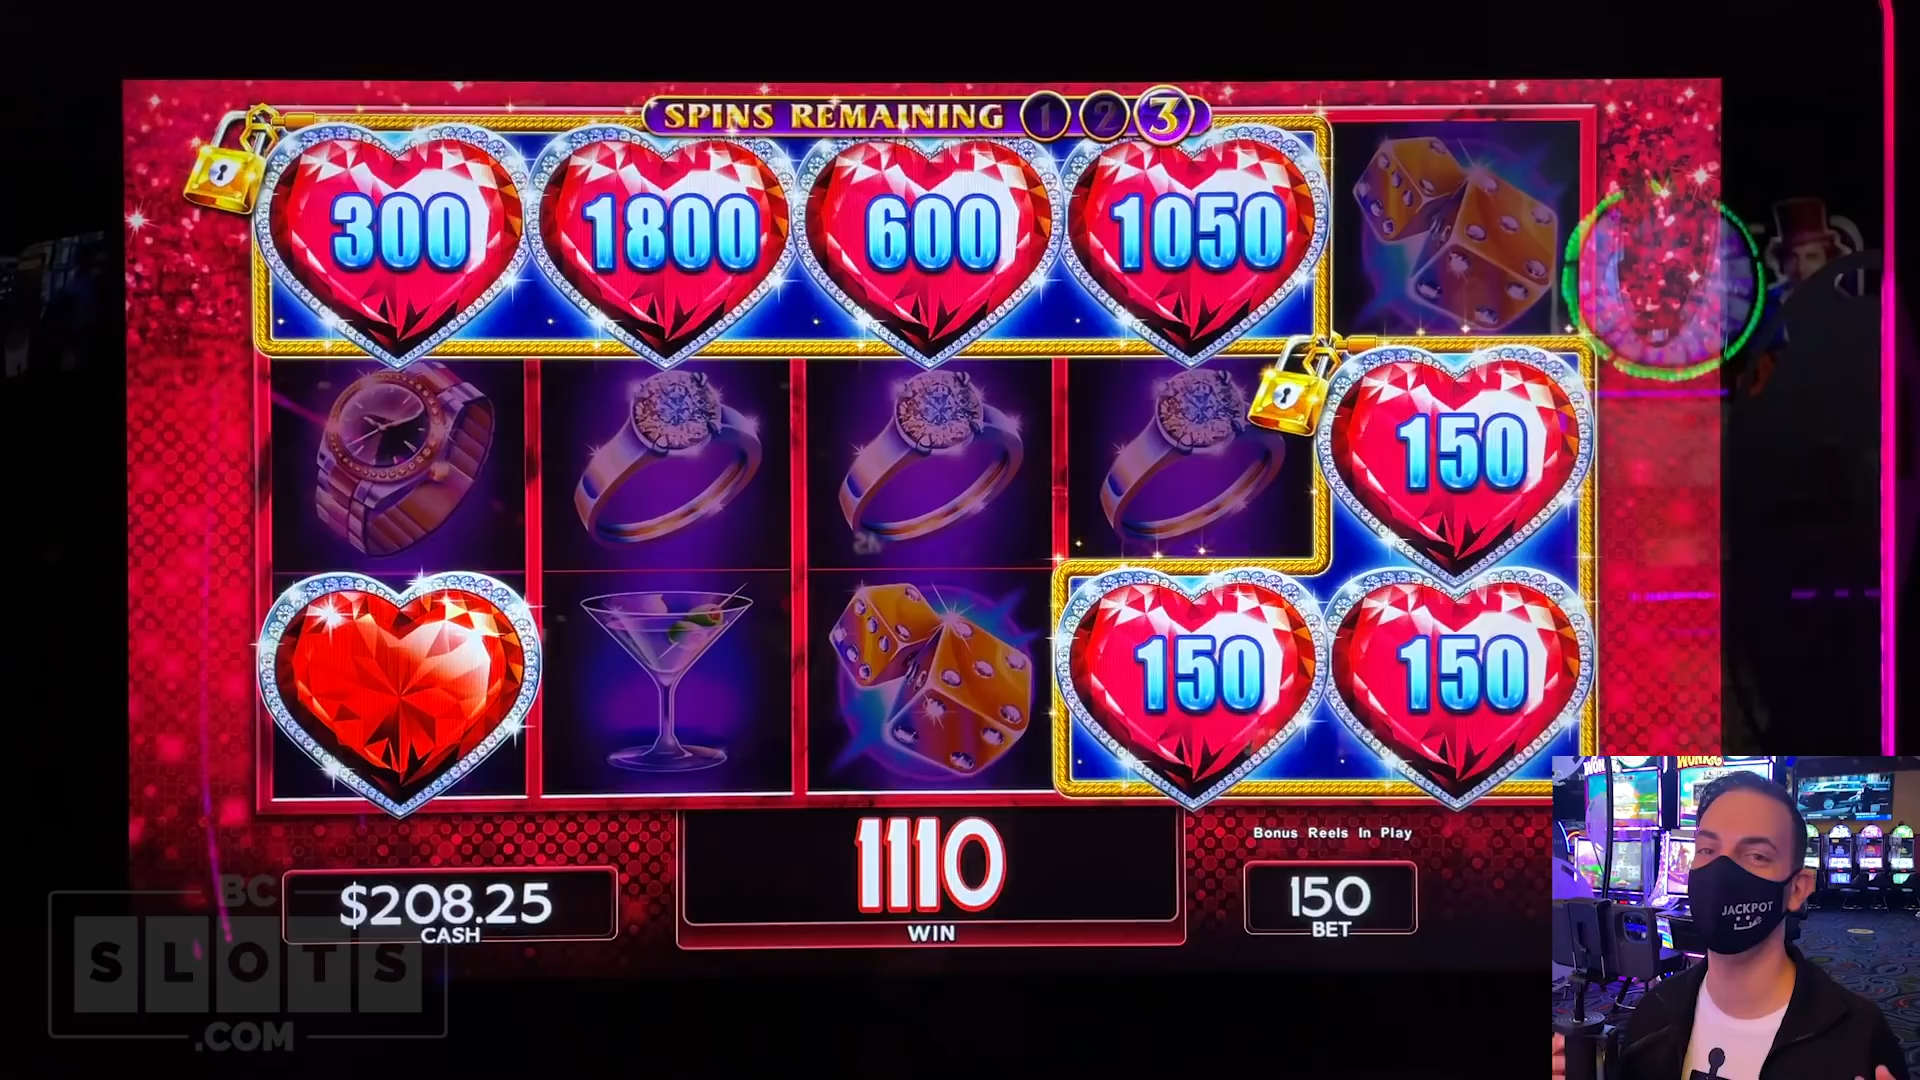 SPINS REMAINING 1 2 3
300 1800 600 1050
150
150 150
1110
WIN
Bonus Reels In Play
$208.25
CASH
150
BET
BC
SLOTS
.COM
JACKPOT